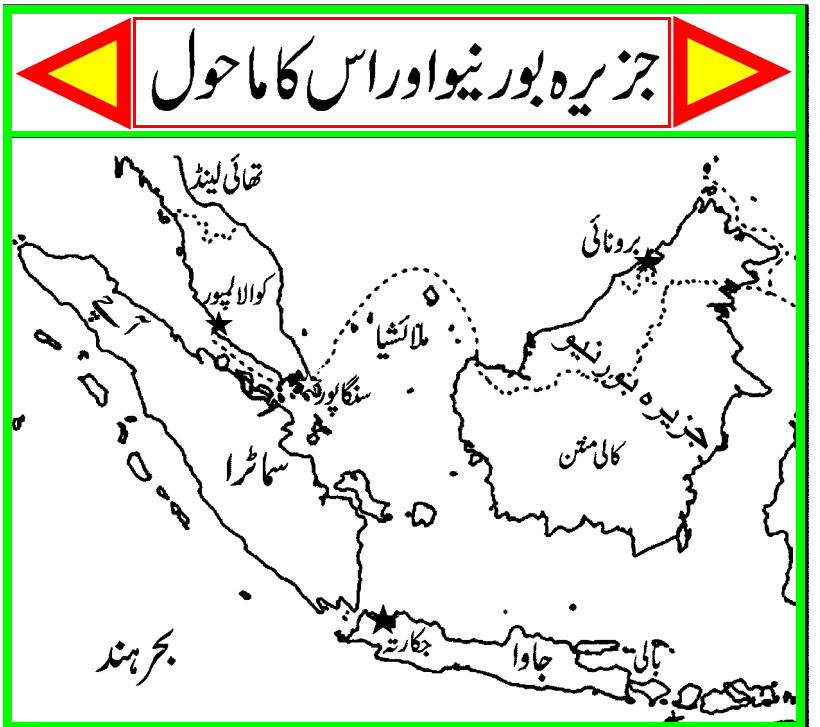 جزیرہ بورنیو اور اس کا ماحول
تھائی لینڈ
برونائی
کوالالمپور
آچے
ملائشیا
جزیرہ بورنیو
سنگاپور
کالی منتن
سماٹرا
جکارتہ
جاوا
بالی
بحر ہند